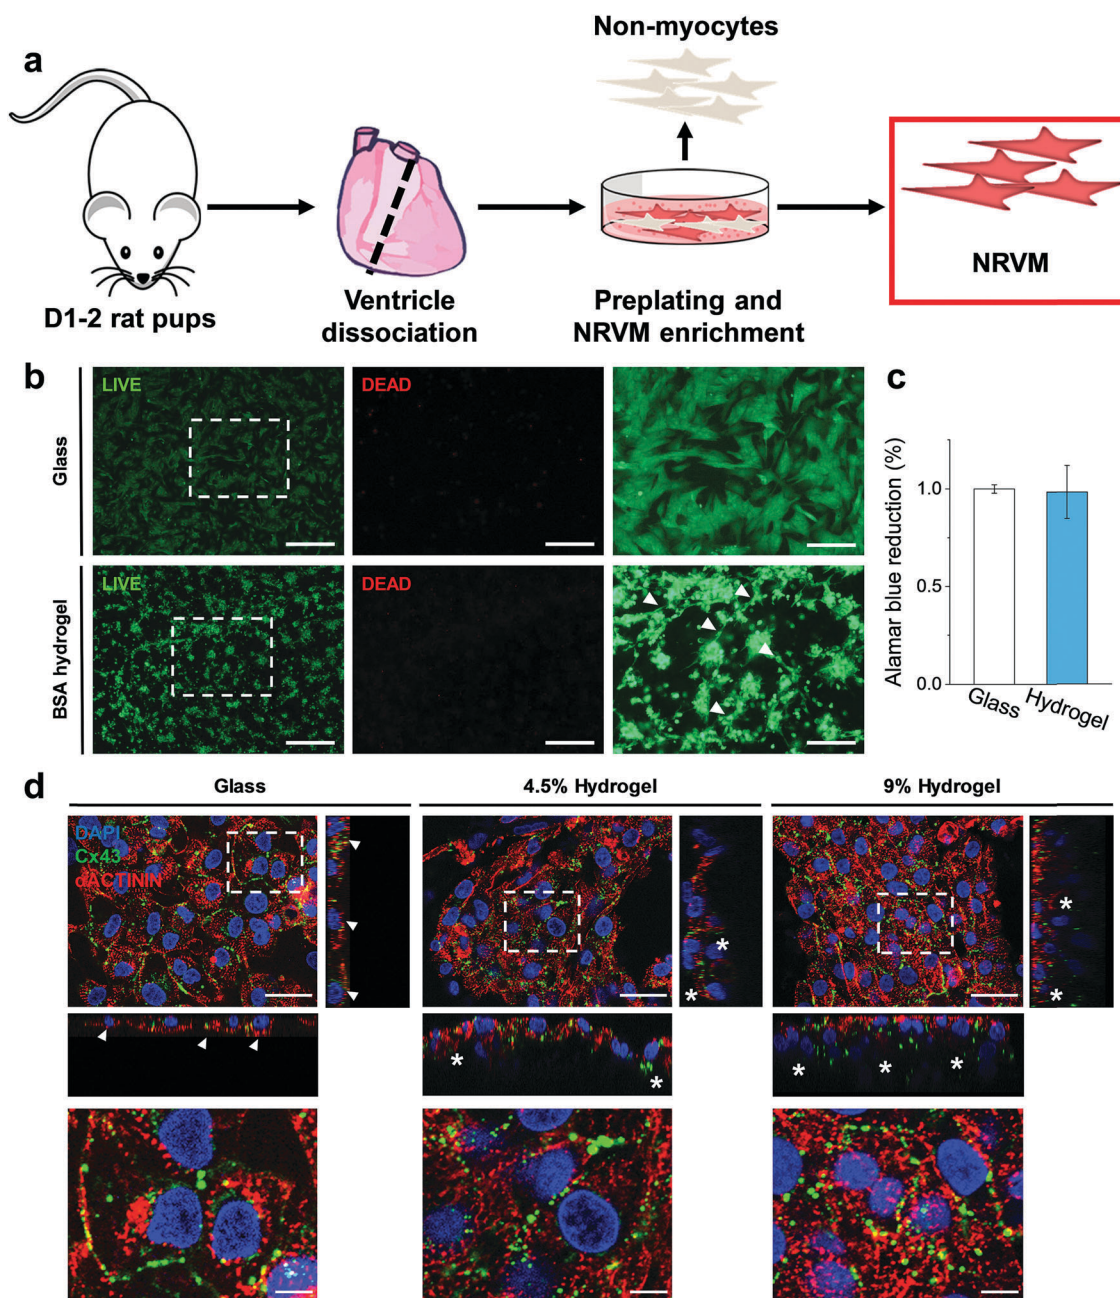 a
Non-myocytes
D1-2 rat pups
Ventricle
dissociation
Preplating and
NRVM enrichment
NRVM
b
Glass
LIVE
DEAD
BSA hydrogel
LIVE
DEAD
c
Alamar blue reduction (%)
1.0
0.5
0.0
Glass
Hydrogel
d
Glass
4.5% Hydrogel
9% Hydrogel
DAPI
Cx43
αACTININ
*
*
*
*
*
*
*
*
*